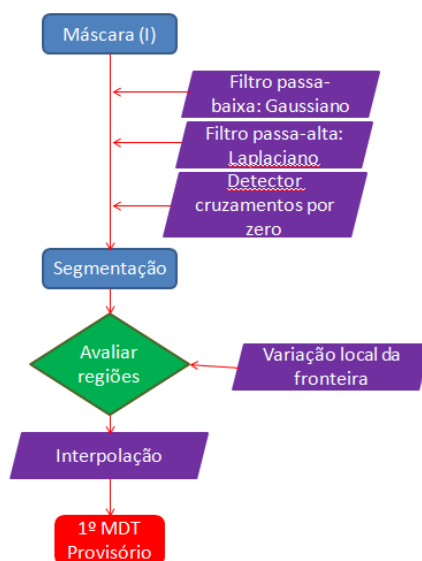 Máscara (I)
Filtro passa-
baixa: Gaussiano
Filtro passa-alta:
Laplaciano
Detector
cruzamentos por
zero
Segmentação
Avaliar
regiões
Variação local da
fronteira
Interpolação
1º MDT
Provisório